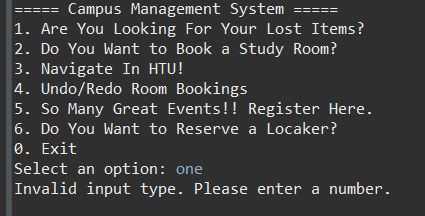 ===== Campus Management System =====
1. Are You Looking For Your Lost Items?
2. Do You Want to Book a Study Room?
3. Navigate In HTU!
4. Undo/Redo Room Bookings
5. So Many Great Events!! Register Here.
6. Do You Want to Reserve a Locaker?
0. Exit
Select an option: one
Invalid input type. Please enter a number.